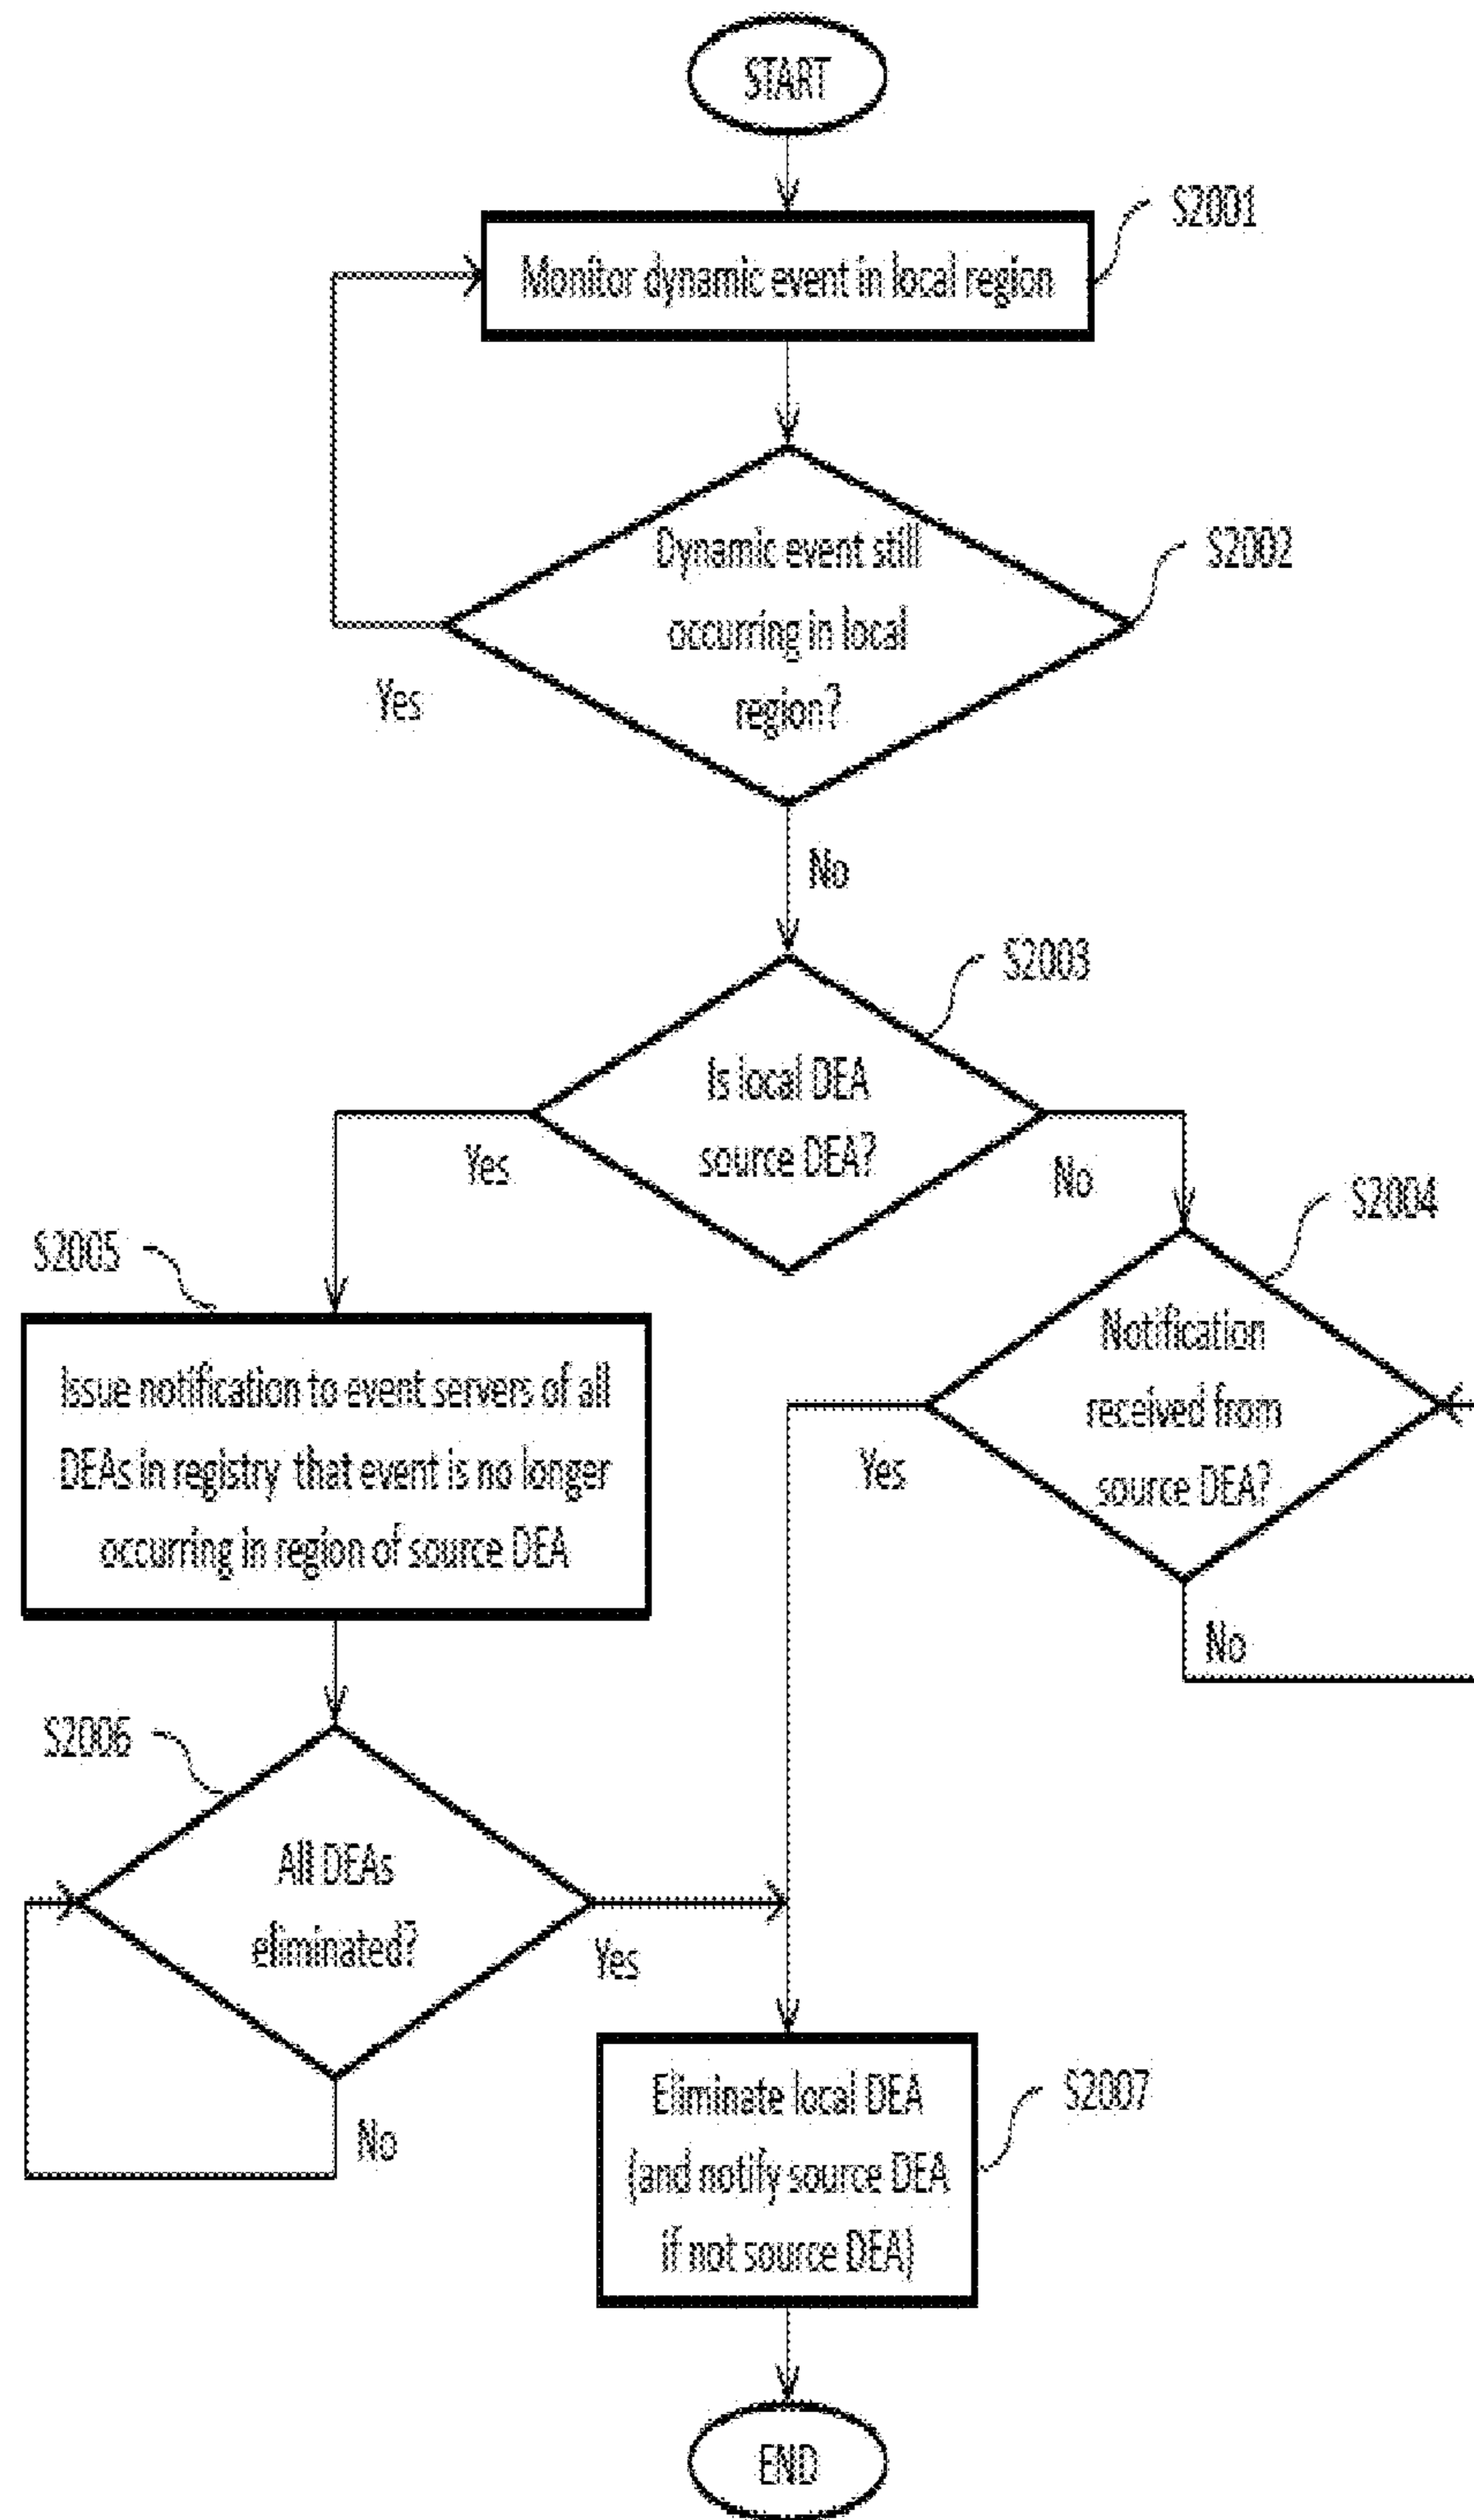 START
S2001
Monitor dynamic event in local region
S2002
Dynamic event still
occurring in local
region?
Yes
No
S2003
Is local DEA
source DEA?
Yes
No
S2004
Notification
received from
source DEA?
Yes
No
S2005
Issue notification to event servers of all
DEAs in registry that event is no longer
occurring in region of source DEA
S2006
All DEAs
eliminated?
Yes
No
S2007
Eliminate local DEA
(and notify source DEA
if not source DEA)
END